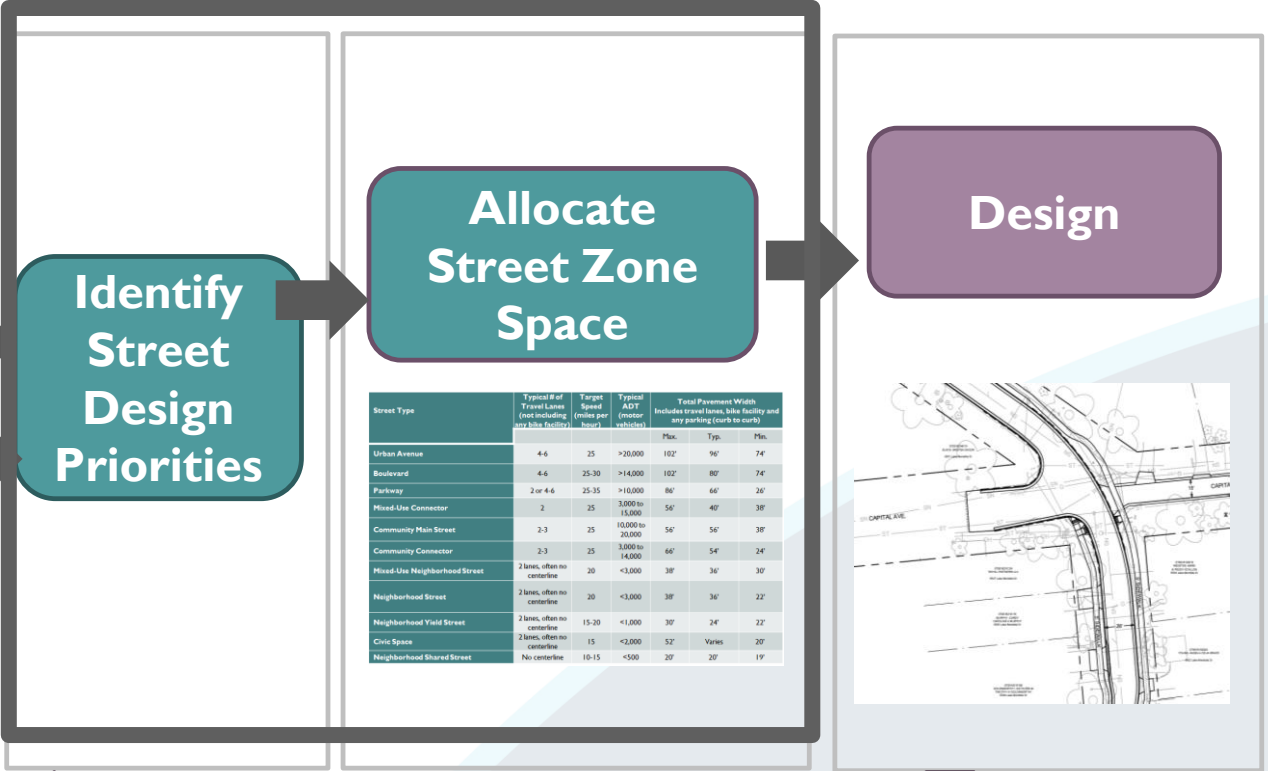 Identify
Street
Design
Priorities
Allocate
Street Zone
Space
Design
Street Type
Typical # of
Travel Lanes
(not including
any bike facility)
Target
Speed
(miles per
hour)
Typical
ADT
(motor
vehicles)
Total Pavement Width
Includes travel lanes, bike facility and
any parking (curb to curb)
Max. Typ. Min.
Urban Avenue 4-6 25 >20,000 102' 96' 74'
Boulevard 4-6 25-30 >14,000 102' 80' 74'
Parkway 2 or 4-6 25-35 >10,000 86' 66' 26'
Mixed-Use Connector 2 25 3,000 to 15,000 56' 40' 38'
Community Main Street 2-3 25 10,000 to 20,000 56' 56' 38'
Community Connector 2-3 25 3,000 to 14,000 66' 54' 24'
Mixed-Use Neighborhood Street 2 lanes, often no centerline 20 <3,000 38' 36' 30'
Neighborhood Street 2 lanes, often no centerline 20 <3,000 38' 36' 22'
Neighborhood Yield Street 2 lanes, often no centerline 15-20 <1,000 30' 24' 22'
Civic Space 2 lanes, often no centerline 15 <2,000 52' Varies 20'
Neighborhood Shared Street No centerline 10-15 <500 20' 20' 19'
CAPITAL AVE.
CAPITA